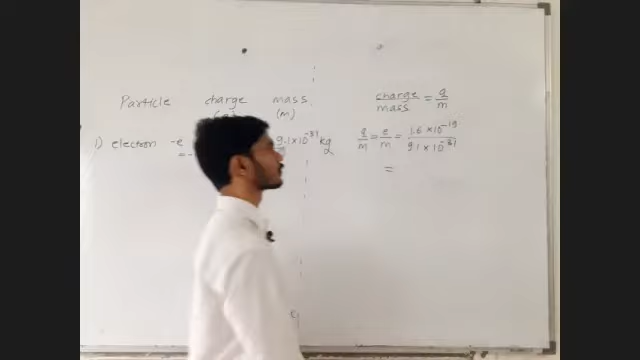 Particle charge mass
(m)
1) electron -e 9.1×10⁻³¹ kg
= -
charge/mass = q/m
q/m = e/m = 1.6×10⁻¹⁹/9.1×10⁻³¹
=